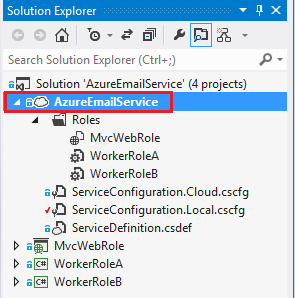 Solution Explorer
Search Solution Explorer (Ctrl+;)
Solution 'AzureEmailService' (4 projects)
AzureEmailService
Roles
MvcWebRole
WorkerRoleA
WorkerRoleB
ServiceConfiguration.Cloud.cscfg
ServiceConfiguration.Local.cscfg
ServiceDefinition.csdef
MvcWebRole
C# WorkerRoleA
C# WorkerRoleB